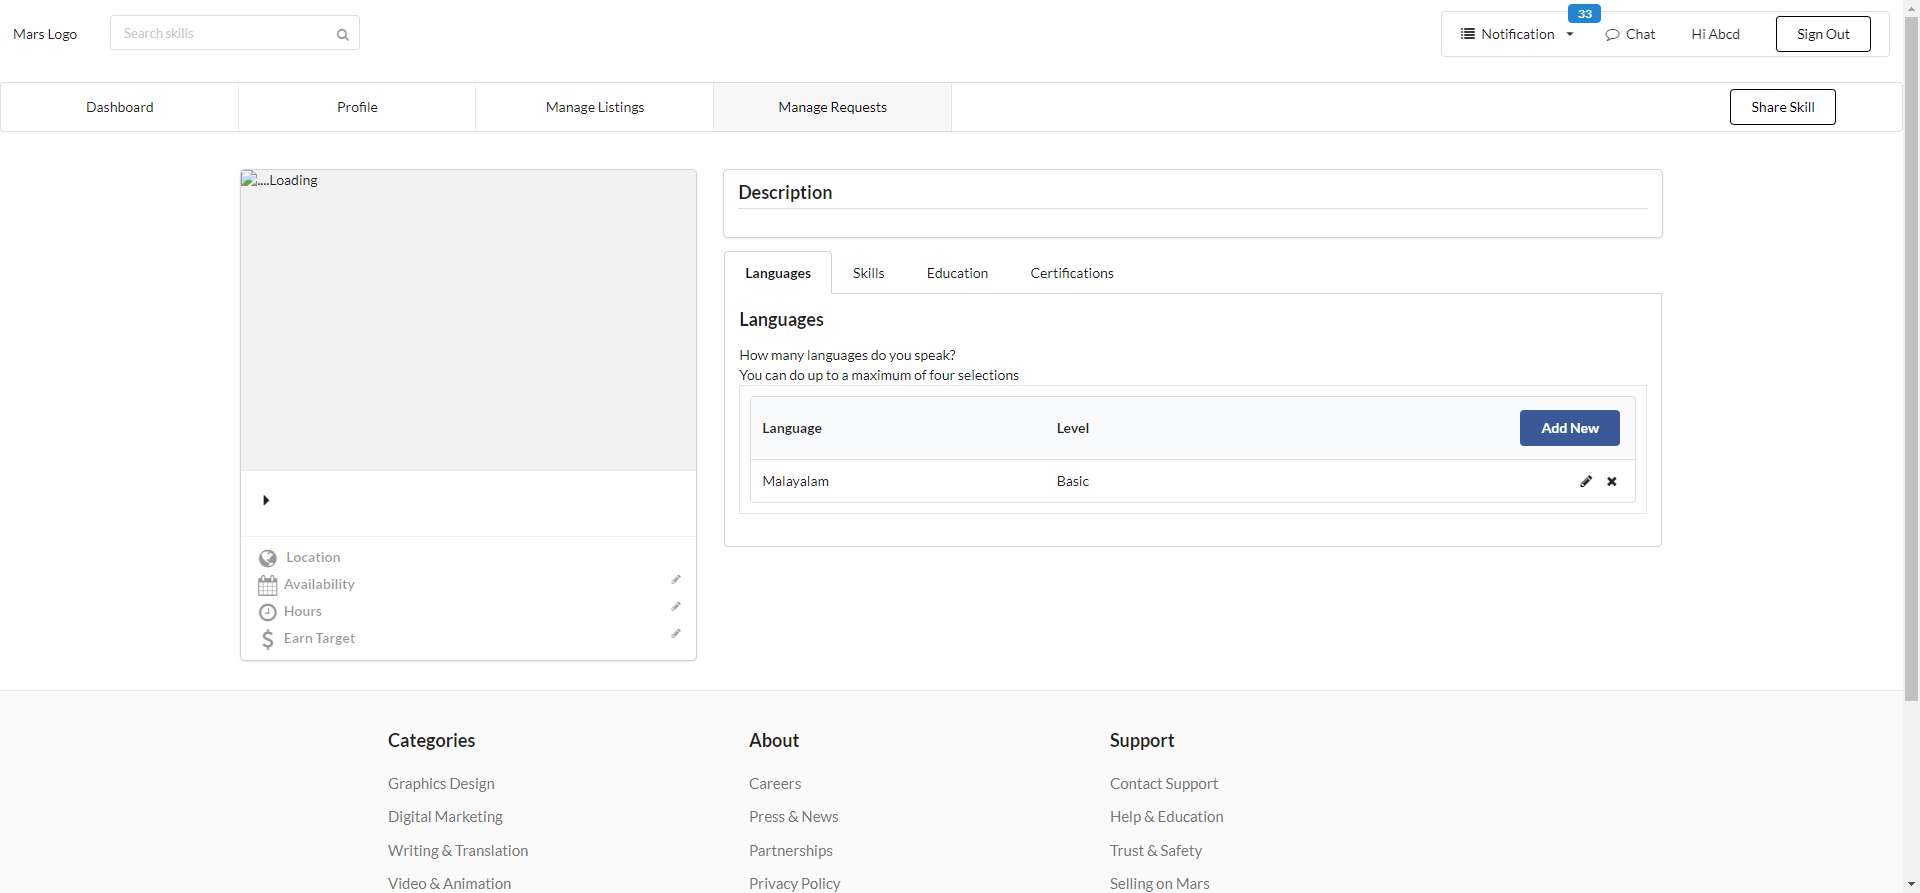 Mars Logo
Search skills
33
Notification
Chat
Hi Abcd
Sign Out
Dashboard
Profile
Manage Listings
Manage Requests
Share Skill
....Loading
Location
Availability
Hours
Earn Target
Description
Languages
Skills
Education
Certifications
Languages
How many languages do you speak?
You can do up to a maximum of four selections
Language
Level
Add New
Malayalam
Basic
Categories
Graphics Design
Digital Marketing
Writing & Translation
Video & Animation
About
Careers
Press & News
Partnerships
Privacy Policy
Support
Contact Support
Help & Education
Trust & Safety
Selling on Mars